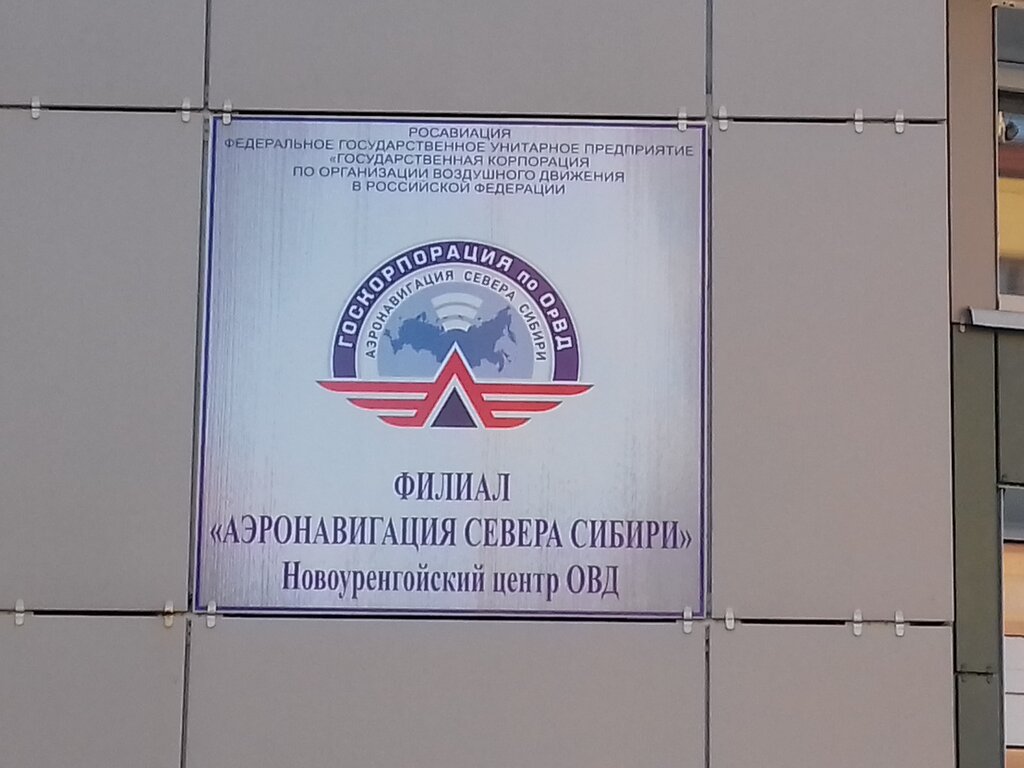 РОСАВИАЦИЯ
ФЕДЕРАЛЬНОЕ ГОСУДАРСТВЕННОЕ УНИТАРНОЕ ПРЕДПРИЯТИЕ
«ГОСУДАРСТВЕННАЯ КОРПОРАЦИЯ
ПО ОРГАНИЗАЦИИ ВОЗДУШНОГО ДВИЖЕНИЯ
В РОССИЙСКОЙ ФЕДЕРАЦИИ
ГОСКОРПОРАЦИЯ по ОрВД
АЭРОНАВИГАЦИЯ СЕВЕРА СИБИРИ
ФИЛИАЛ
«АЭРОНАВИГАЦИЯ СЕВЕРА СИБИРИ»
Новоуренгойский центр ОВД